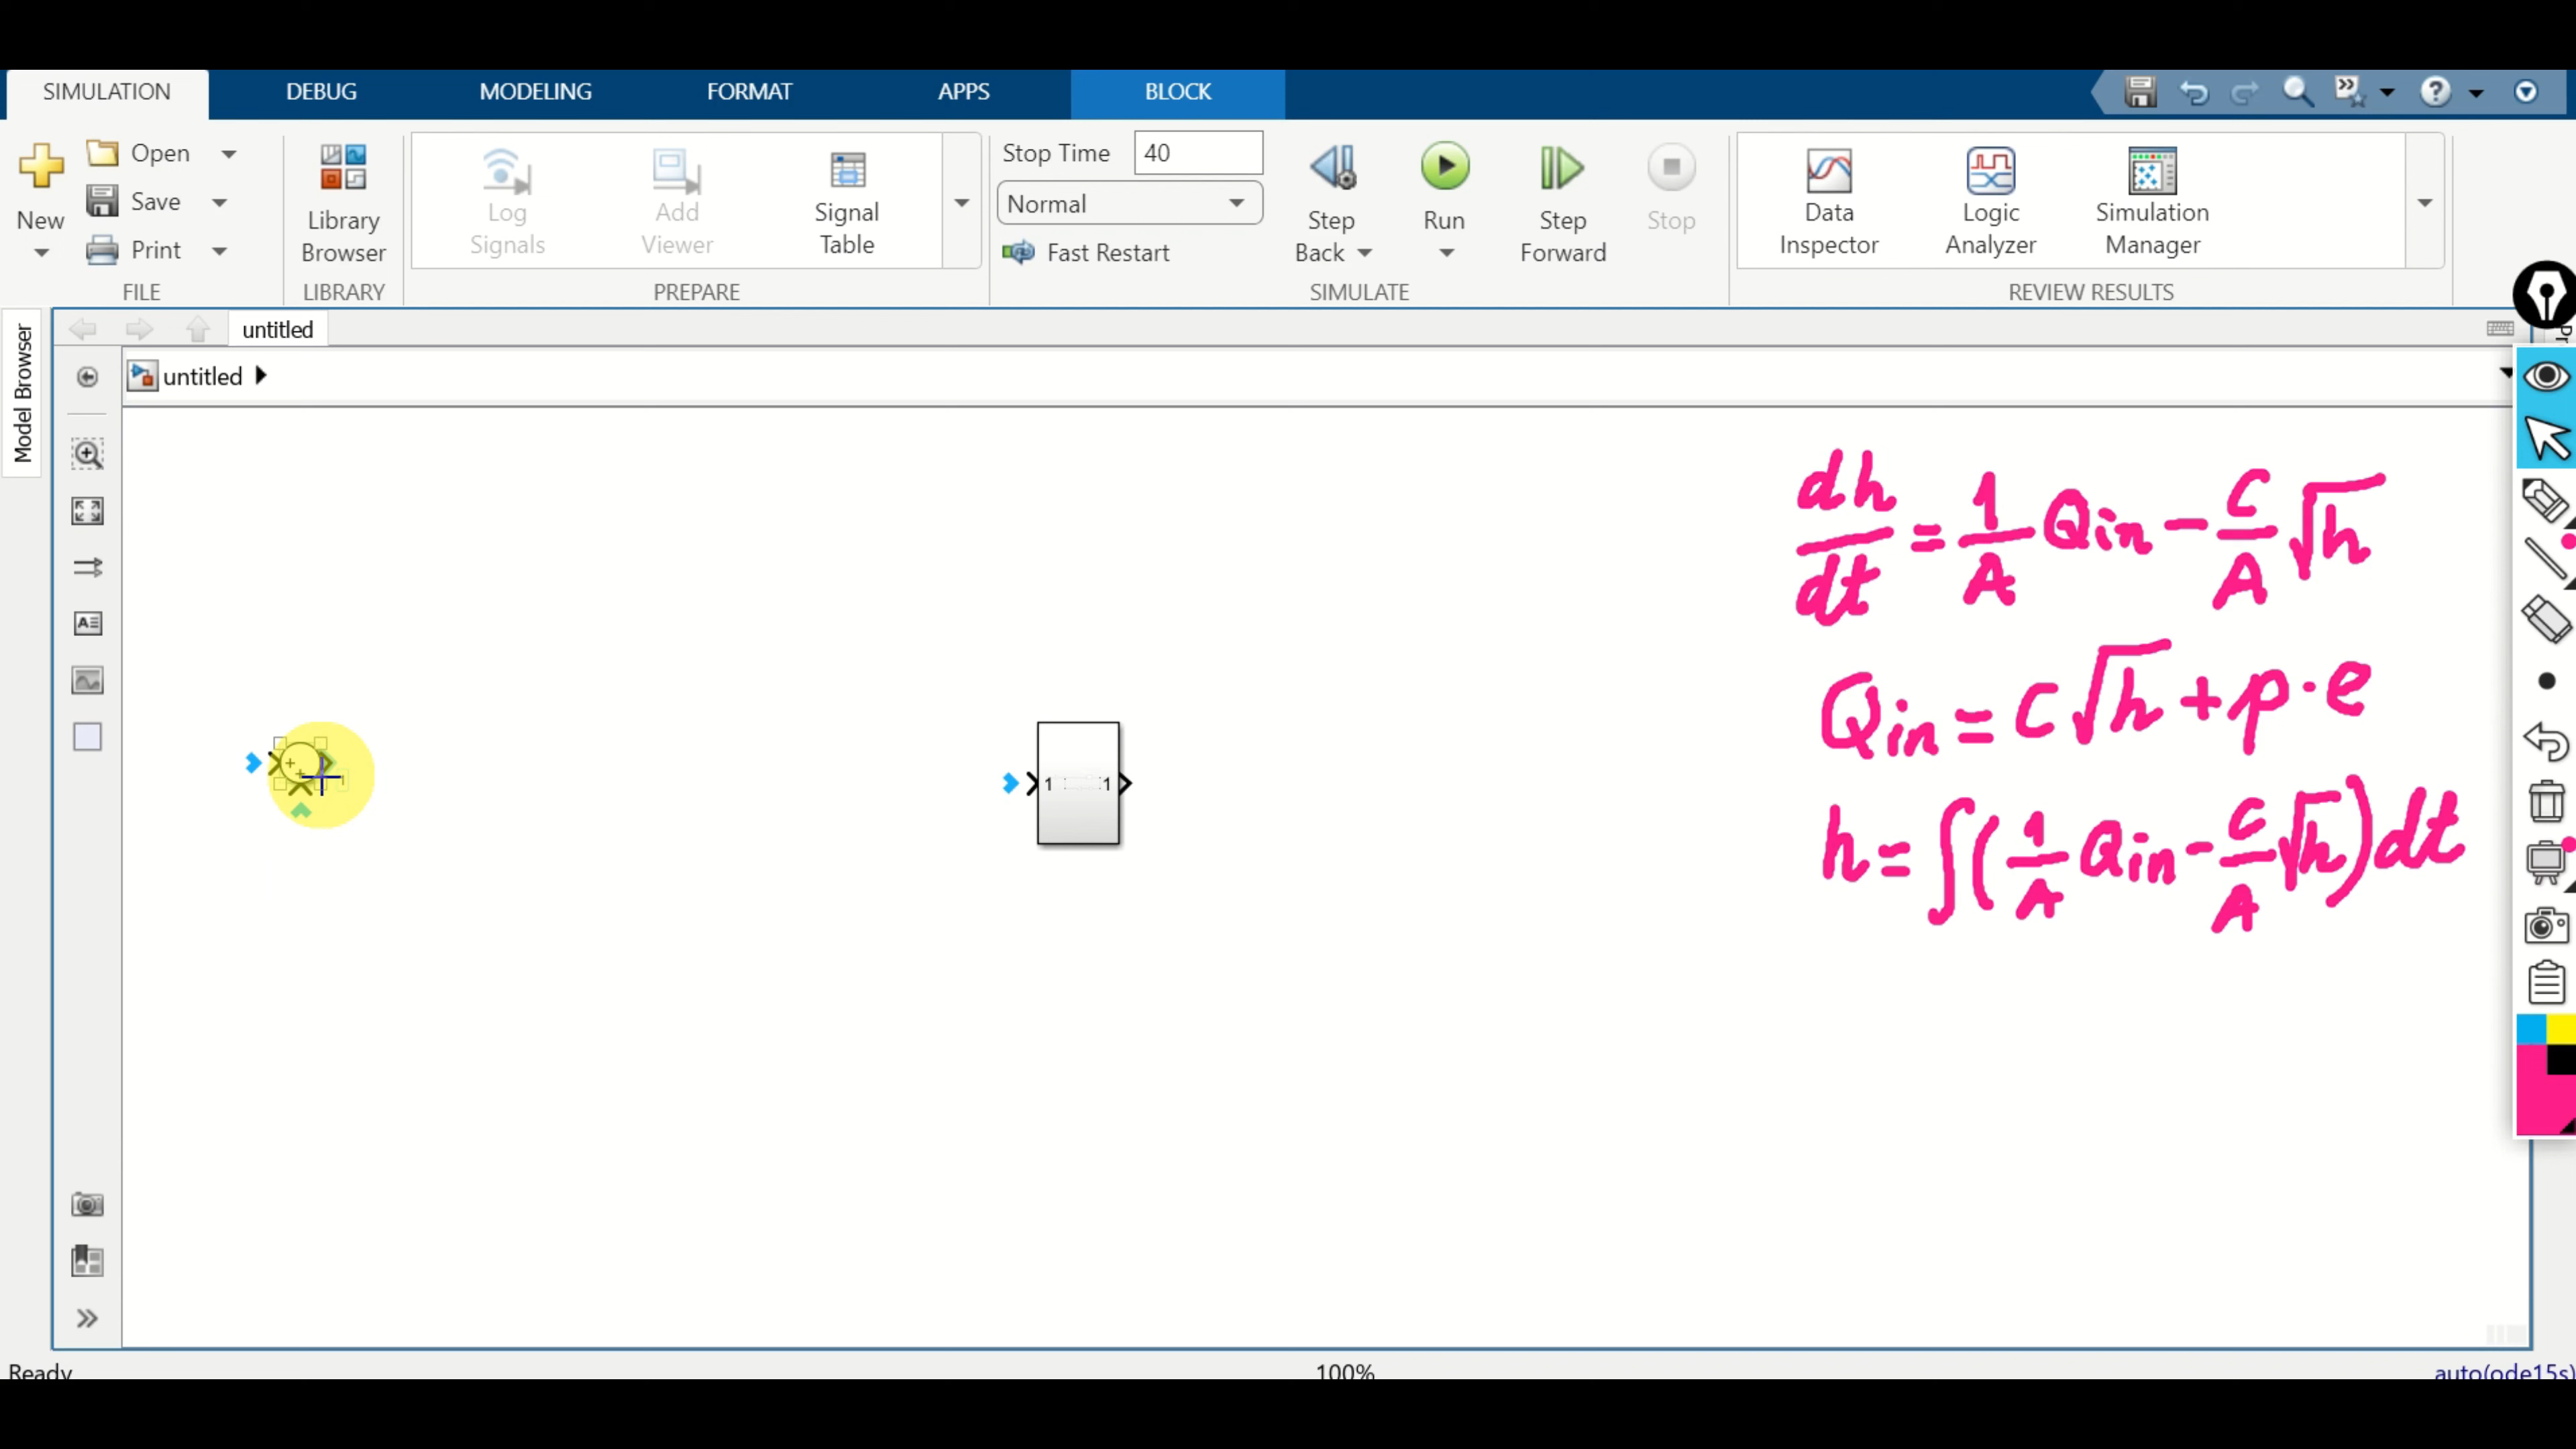 SIMULATION DEBUG MODELING FORMAT APPS BLOCK
New
Open
Save
Print
FILE
Library Browser
LIBRARY
Log Signals
Add Viewer
Signal Table
PREPARE
Stop Time 40
Normal
Fast Restart
Step Back
Run
Step Forward
Stop
SIMULATE
Data Inspector
Logic Analyzer
Simulation Manager
REVIEW RESULTS
Model Browser
untitled
untitled
dh/dt = 1/A Qin - C/A √h
Qin = C √h + p · e
h = ∫(1/A Qin - C/A √h) dt
1 1
Ready 100% auto(ode15s)